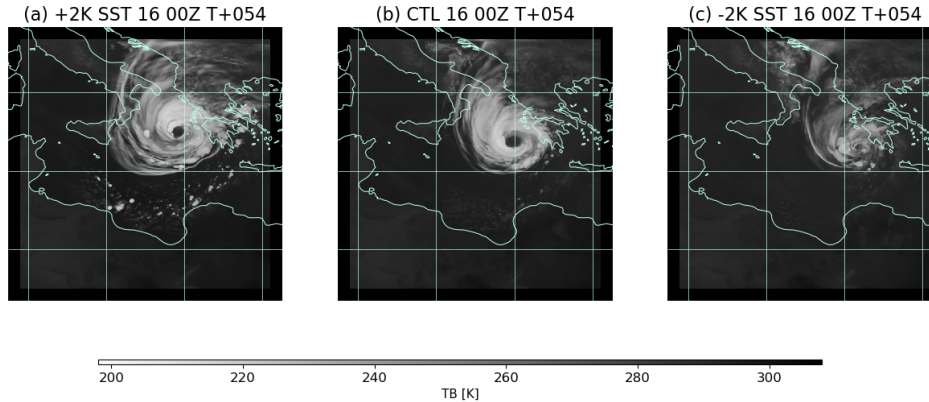 (a) +2K SST 16 00Z T+054
(b) CTL 16 00Z T+054
(c) -2K SST 16 00Z T+054
200 220 240 260 280 300
TB [K]